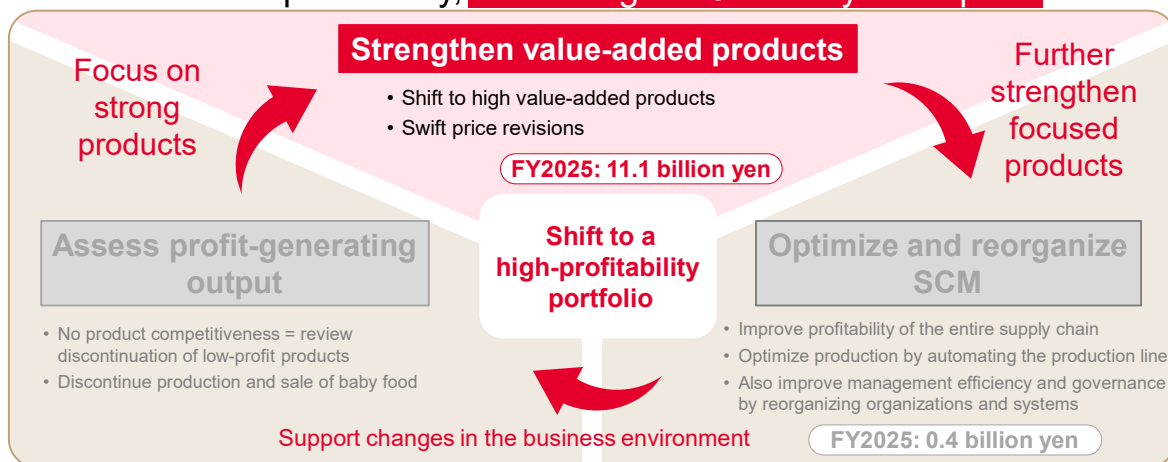 Strengthen value-added products
Focus on
strong
products
• Shift to high value-added products
• Swift price revisions
FY2025: 11.1 billion yen
Further
strengthen
focused
products
Assess profit-generating
output
Shift to a
high-profitability
portfolio
Optimize and reorganize
SCM
• No product competitiveness = review
discontinuation of low-profit products
• Discontinue production and sale of baby food
• Improve profitability of the entire supply chain
• Optimize production by automating the production line
• Also improve management efficiency and governance
by reorganizing organizations and systems
Support changes in the business environment
FY2025: 0.4 billion yen